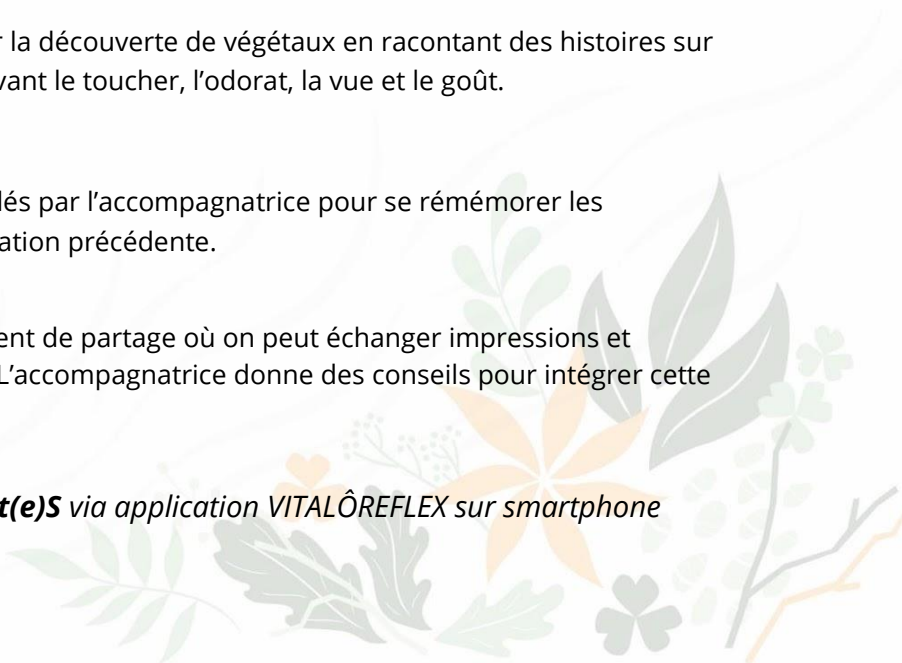 r la découverte de végétaux en racontant des histoires sur
vant le toucher, l'odorat, la vue et le goût.
lés par l'accompagnatrice pour se rémémorer les
ation précédente.
ent de partage où on peut échanger impressions et
L'accompagnatrice donne des conseils pour intégrer cette
t(e)S via application VITALÔREFLEX sur smartphone